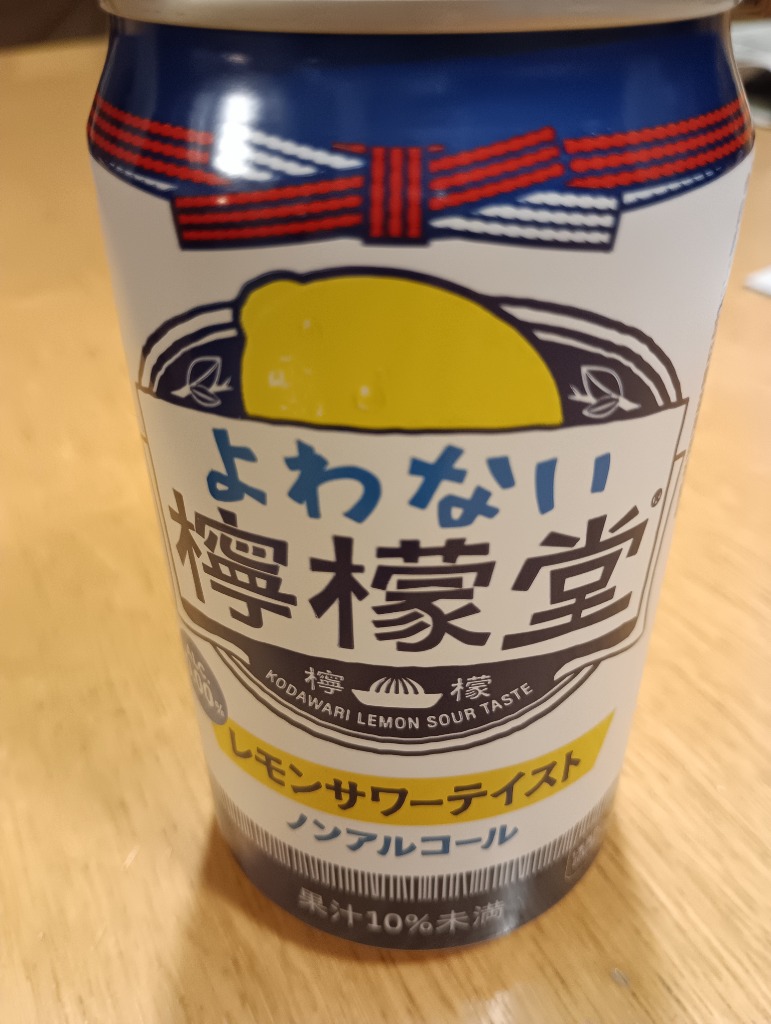 よわない
檸檬堂
®
檸 檬
KODAWARI LEMON SOUR TASTE
レモンサワーテイスト
ノンアルコール
果汁10%未満